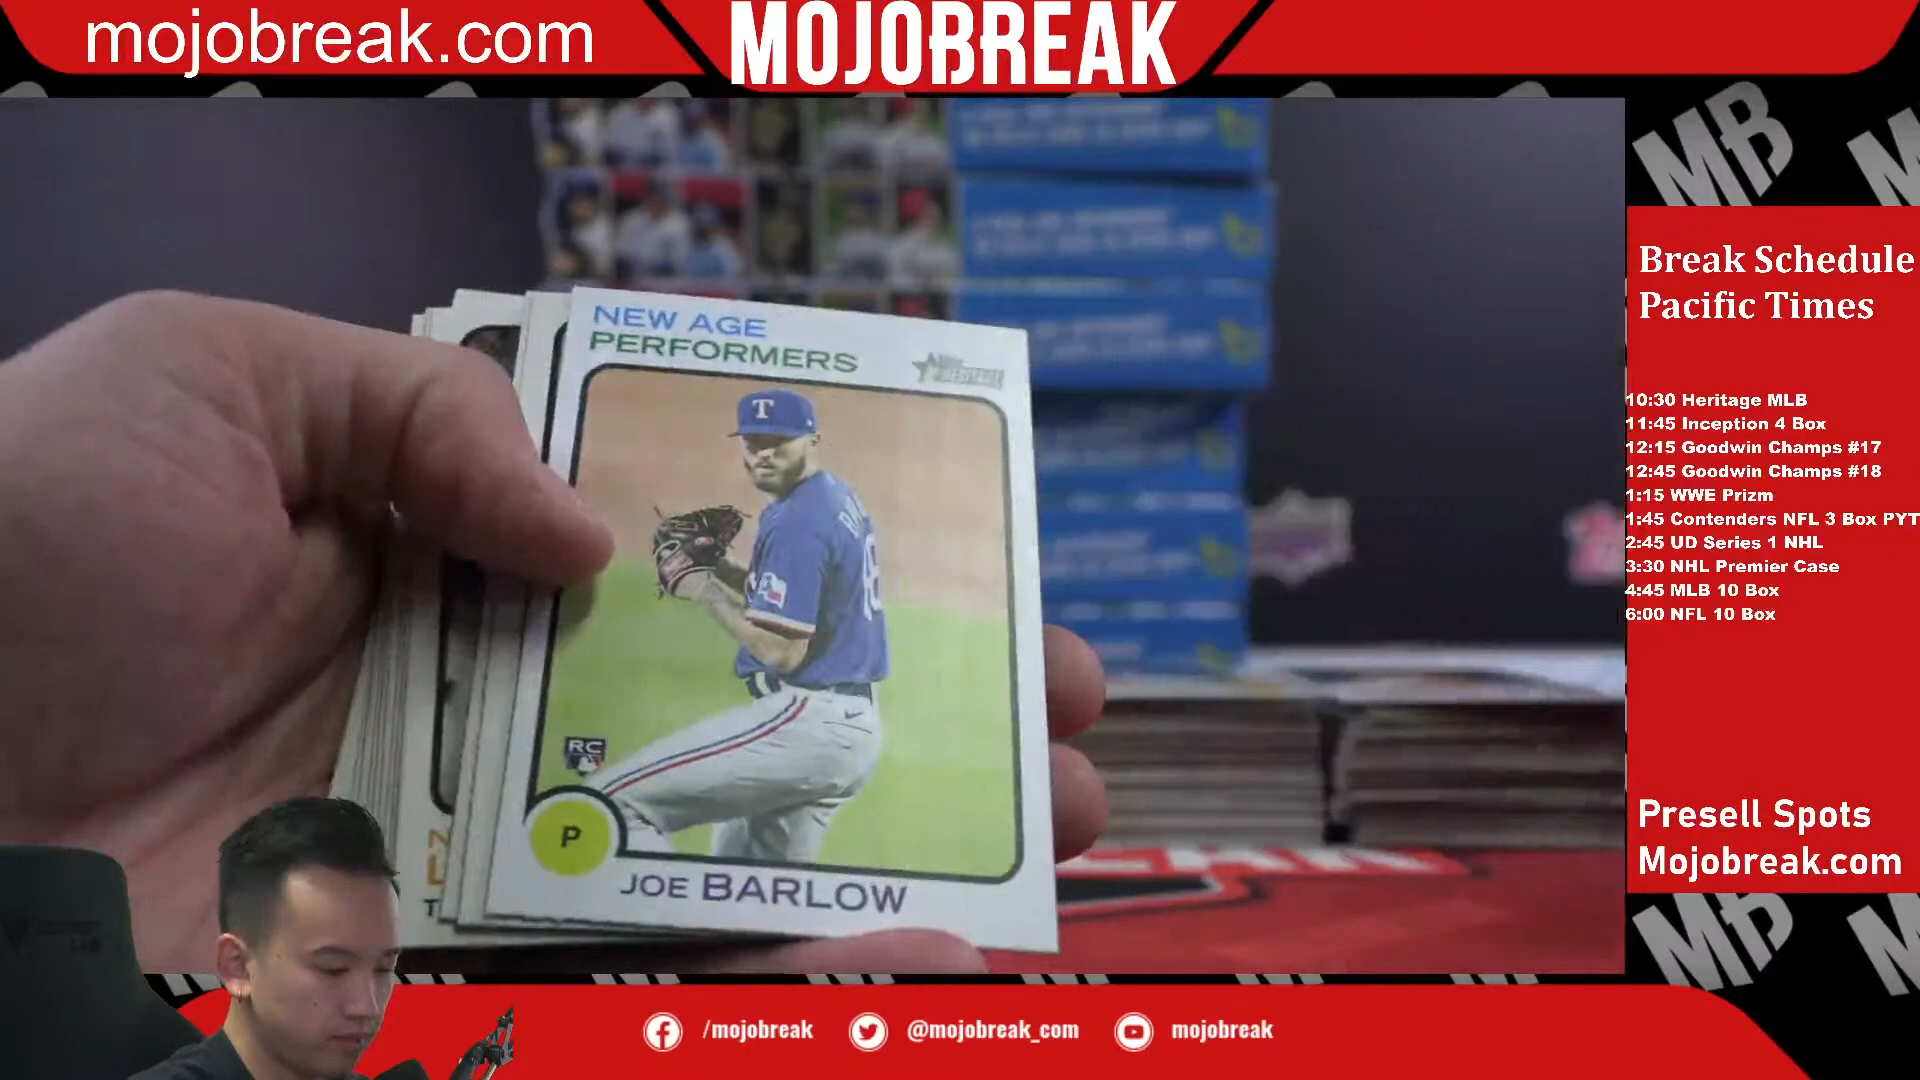 mojobreak.com
MOJOBREAK
MB
Break Schedule
Pacific Times
10:30 Heritage MLB
11:45 Inception 4 Box
12:15 Goodwin Champs #17
12:45 Goodwin Champs #18
1:15 WWE Prizm
1:45 Contenders NFL 3 Box PYT
2:45 UD Series 1 NHL
3:30 NHL Premier Case
4:45 MLB 10 Box
6:00 NFL 10 Box
Presell Spots
Mojobreak.com
MB
NEW AGE
PERFORMERS
HERITAGE
T
RC
P
JOE BARLOW
/mojobreak
@mojobreak_com
mojobreak